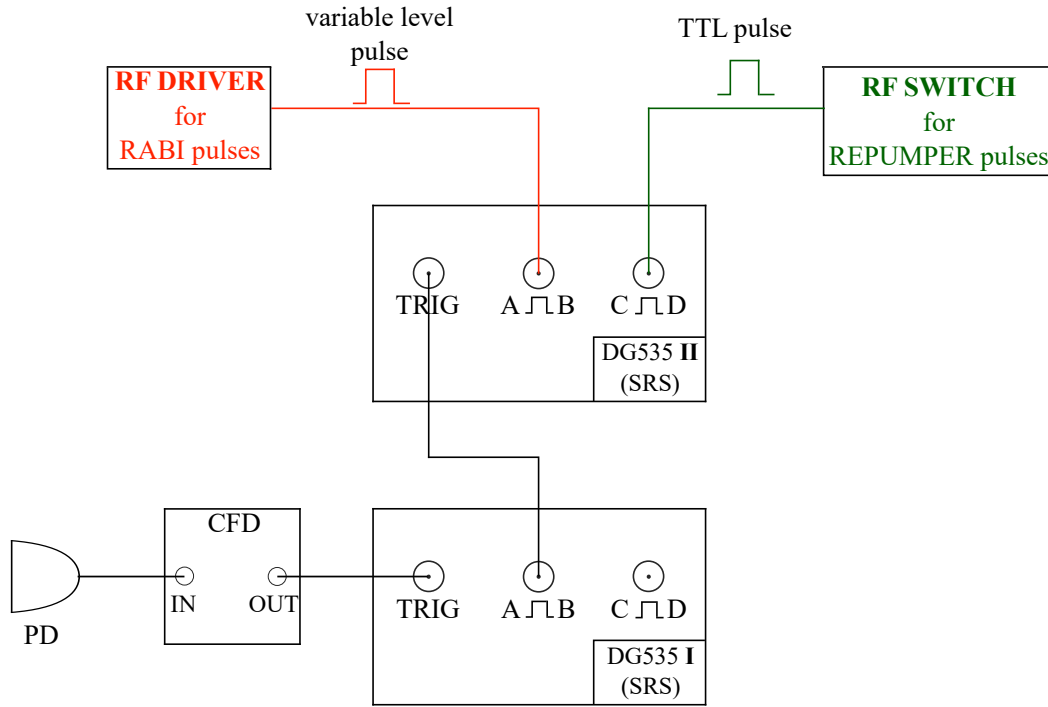 variable level
pulse
TTL pulse
RF DRIVER
for
RABI pulses
RF SWITCH
for
REPUMPER pulses
TRIG
A B
C D
DG535 II
(SRS)
CFD
IN
OUT
PD
TRIG
A B
C D
DG535 I
(SRS)